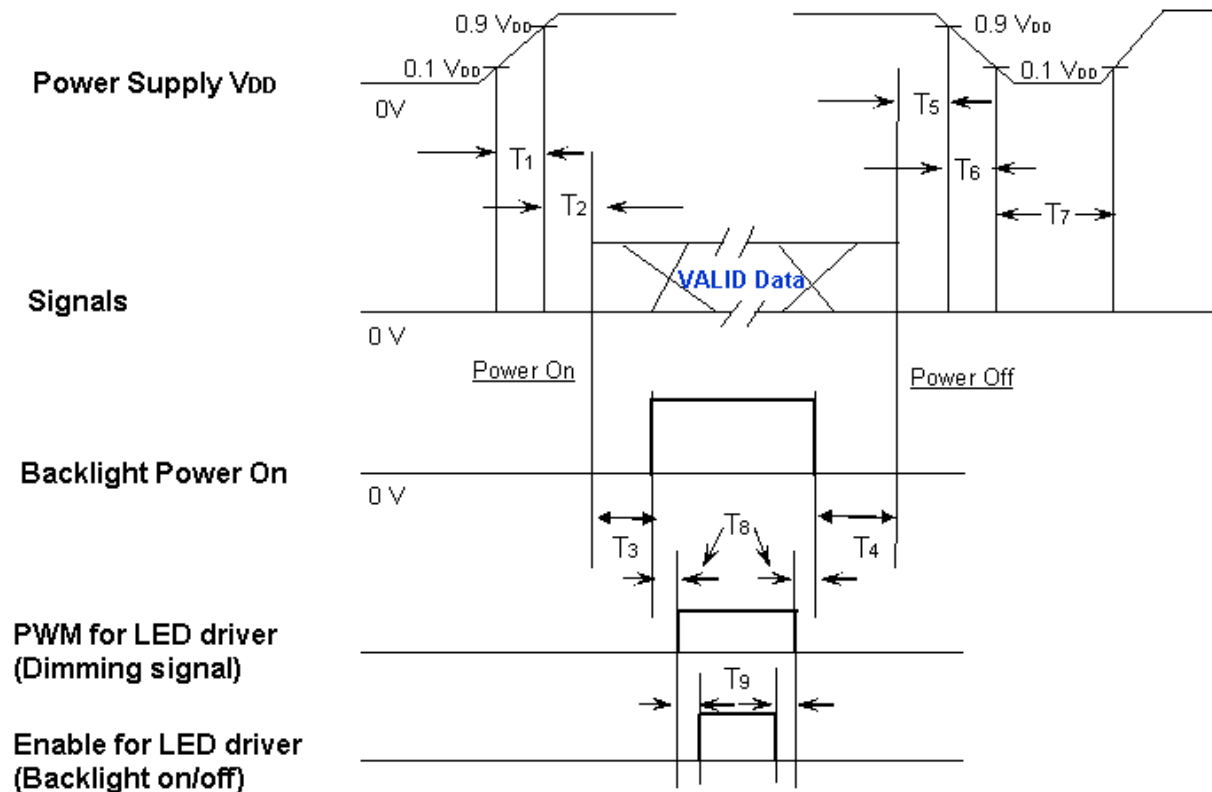 0.9 VDD
0.9 VDD
Power Supply VDD
0.1 VDD
0.1 VDD
0V
T5
T1
T6
T2
T7
VALID Data
Signals
0 V
Power On
Power Off
Backlight Power On
0 V
T8
T3
T4
PWM for LED driver
(Dimming signal)
T9
Enable for LED driver
(Backlight on/off)